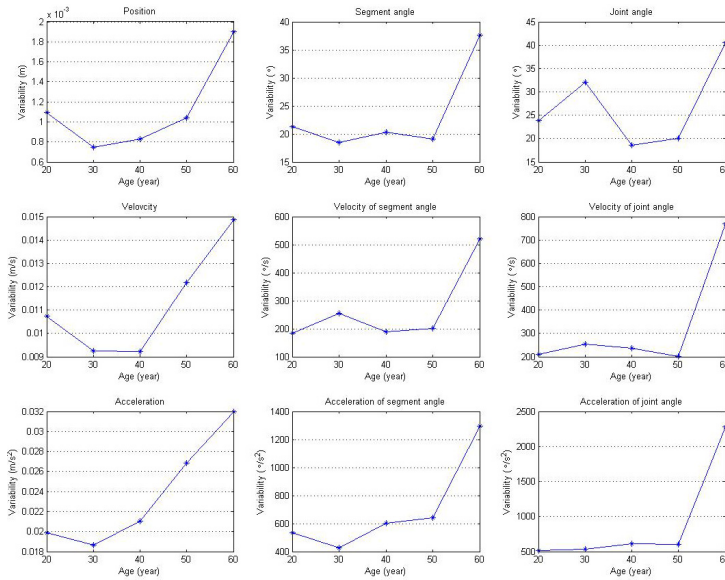 Position
x 10⁻³
2
1.8
1.6
1.4
1.2
1
0.8
0.6
Variability (m)
20 30 40 50 60
Age (year)
Segment angle
40
35
30
25
20
15
Variability (°)
20 30 40 50 60
Age (year)
Joint angle
45
40
35
30
25
20
15
Variability (°)
20 30 40 50 60
Age (year)
Velovcity
0.015
0.014
0.013
0.012
0.011
0.01
0.009
Variability (m/s)
20 30 40 50 60
Age (year)
Velocity of segment angle
600
500
400
300
200
100
Variability (°/s)
20 30 40 50 60
Age (year)
Velocity of joint angle
800
700
600
500
400
300
200
Variability (°/s)
20 30 40 50 60
Age (year)
Acceleration
0.032
0.03
0.028
0.026
0.024
0.022
0.02
0.018
Variability (m/s²)
20 30 40 50 60
Age (year)
Acceleration of segment angle
1400
1200
1000
800
600
400
Variability (°/s²)
20 30 40 50 60
Age (year)
Acceleration of joint angle
2500
2000
1500
1000
500
Variability (°/s²)
20 30 40 50 60
Age (year)